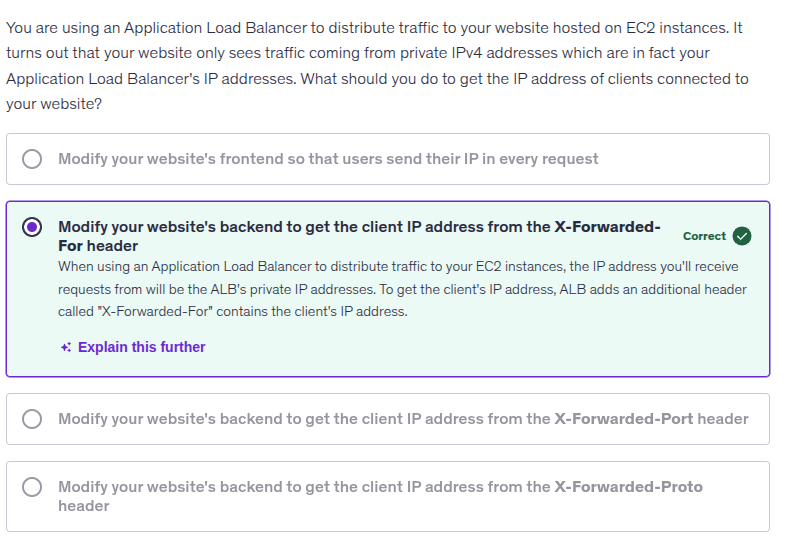 You are using an Application Load Balancer to distribute traffic to your website hosted on EC2 instances. It
turns out that your website only sees traffic coming from private IPv4 addresses which are in fact your
Application Load Balancer's IP addresses. What should you do to get the IP address of clients connected to
your website?
Modify your website's frontend so that users send their IP in every request
Modify your website's backend to get the client IP address from the X-Forwarded-
For header
Correct
When using an Application Load Balancer to distribute traffic to your EC2 instances, the IP address you'll receive
requests from will be the ALB's private IP addresses. To get the client's IP address, ALB adds an additional header
called "X-Forwarded-For" contains the client's IP address.
Explain this further
Modify your website's backend to get the client IP address from the X-Forwarded-Port header
Modify your website's backend to get the client IP address from the X-Forwarded-Proto
header